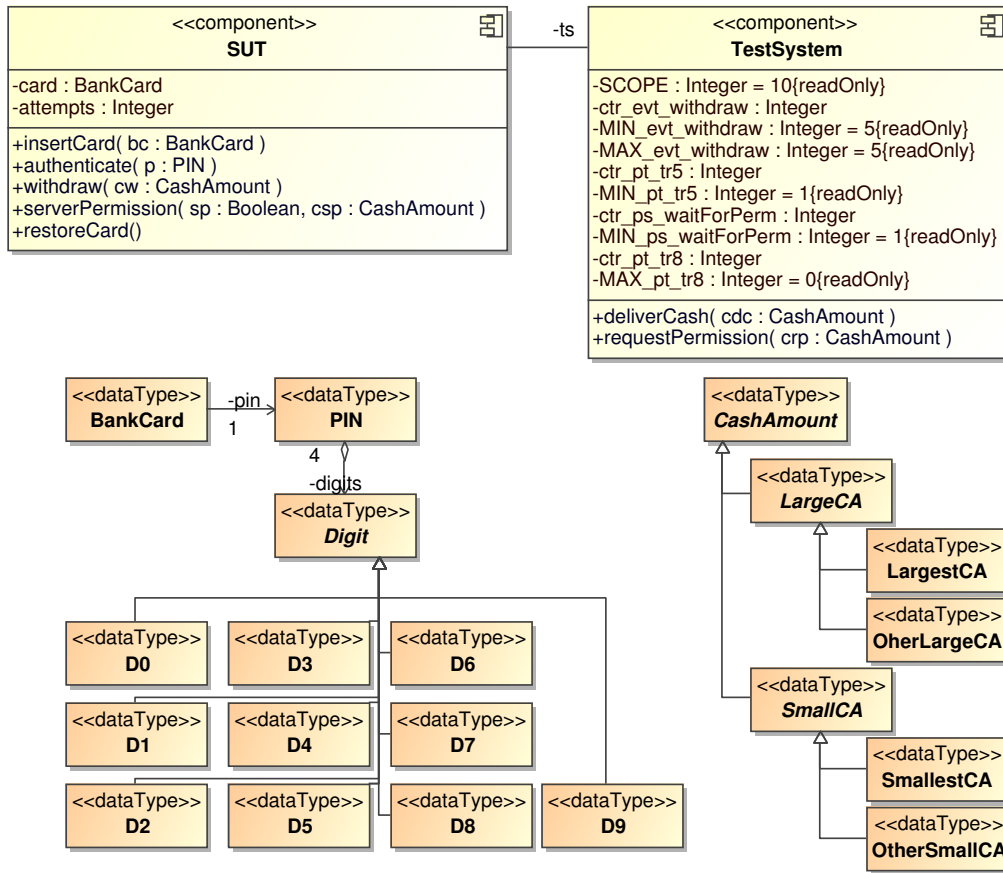 <<component>>
SUT
-card : BankCard
-attempts : Integer
+insertCard( bc : BankCard )
+authenticate( p : PIN )
+withdraw( cw : CashAmount )
+serverPermission( sp : Boolean, csp : CashAmount )
+restoreCard()
-ts
<<component>>
TestSystem
-SCOPE : Integer = 10{readOnly}
-ctr_evt_withdraw : Integer
-MIN_evt_withdraw : Integer = 5{readOnly}
-MAX_evt_withdraw : Integer = 5{readOnly}
-ctr_pt_tr5 : Integer
-MIN_pt_tr5 : Integer = 1{readOnly}
-ctr_ps_waitForPerm : Integer
-MIN_ps_waitForPerm : Integer = 1{readOnly}
-ctr_pt_tr8 : Integer
-MAX_pt_tr8 : Integer = 0{readOnly}
+deliverCash( cdc : CashAmount )
+requestPermission( crp : CashAmount )
<<dataType>>
BankCard
-pin
1
<<dataType>>
PIN
4
-digits
<<dataType>>
Digit
<<dataType>>
D0
<<dataType>>
D3
<<dataType>>
D6
<<dataType>>
D1
<<dataType>>
D4
<<dataType>>
D7
<<dataType>>
D2
<<dataType>>
D5
<<dataType>>
D8
<<dataType>>
D9
<<dataType>>
CashAmount
<<dataType>>
LargeCA
<<dataType>>
LargestCA
<<dataType>>
OherLargeCA
<<dataType>>
SmallCA
<<dataType>>
SmallestCA
<<dataType>>
OtherSmallCA